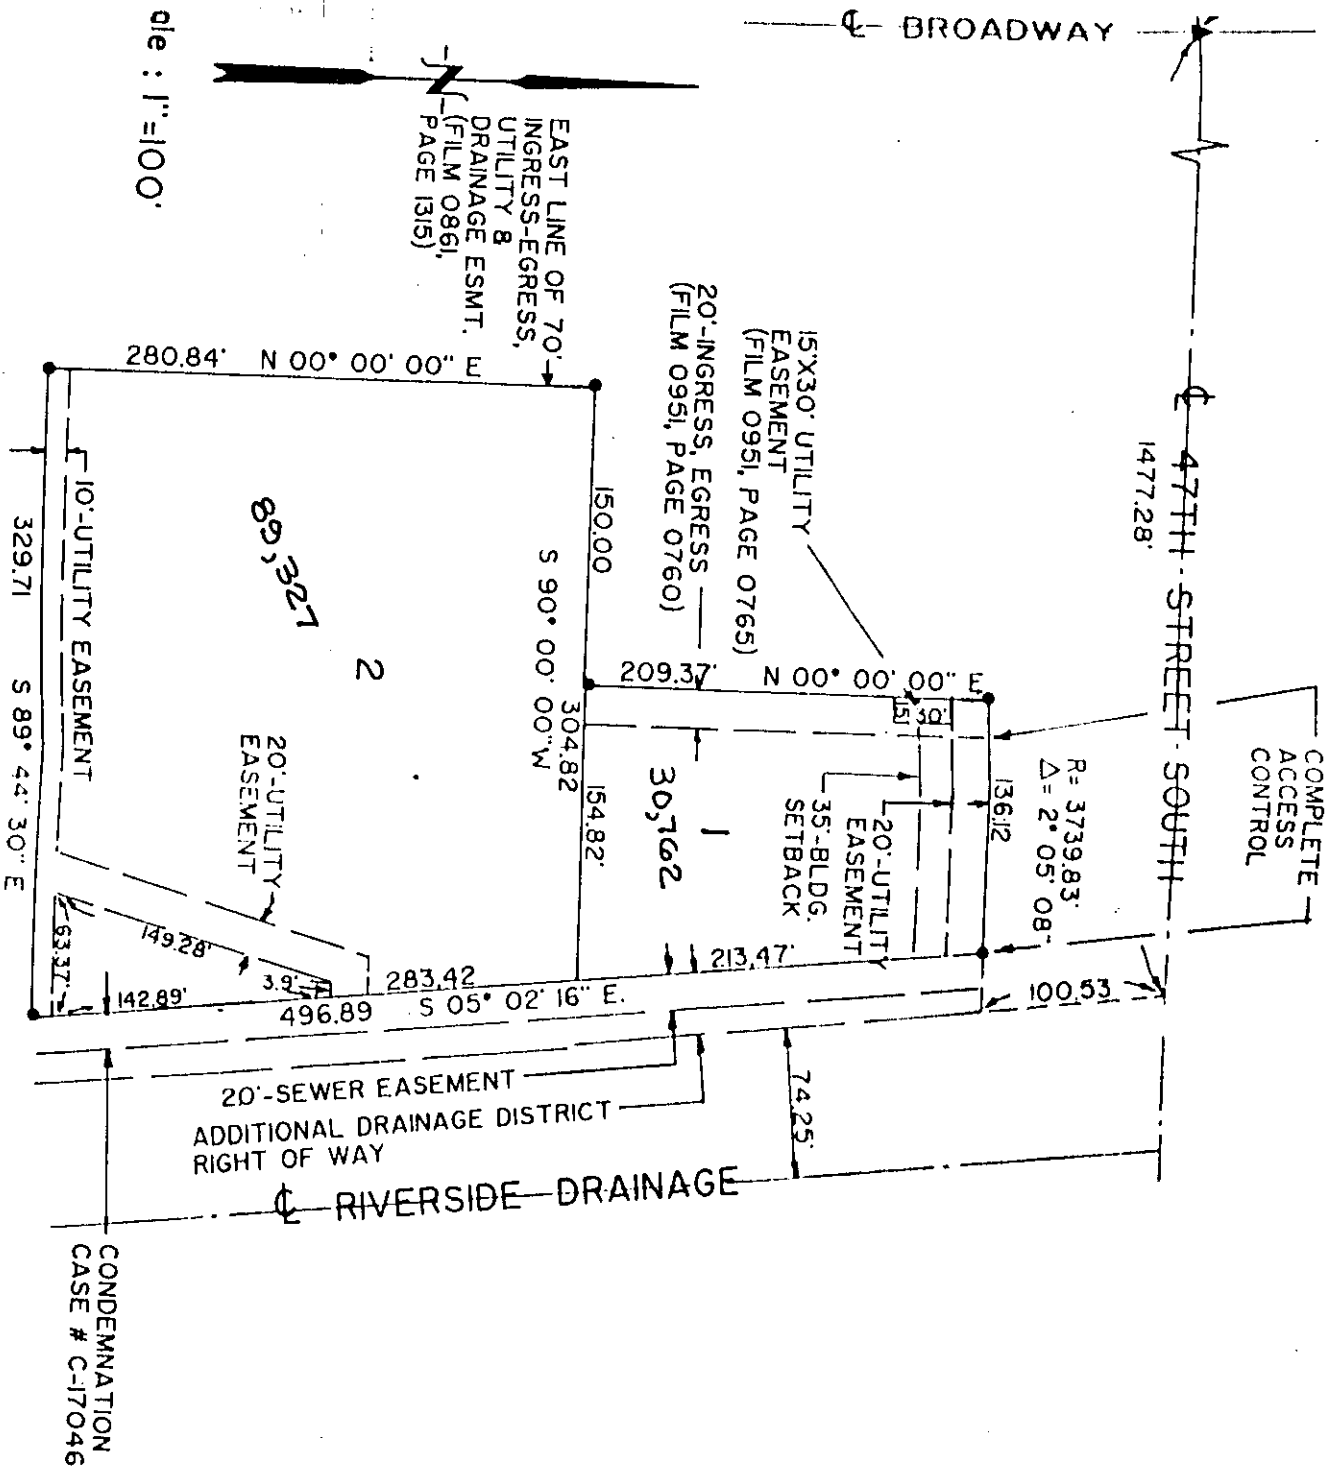 ℄ BROADWAY
ale : 1"=100'
N
EAST LINE OF 70'
INGRESS-EGRESS,
UTILITY &
DRAINAGE ESMT.
(FILM 0861,
PAGE 1315)
℄ 47TH STREET SOUTH
1477.28'
COMPLETE
ACCESS
CONTROL
R= 3739.83'
Δ= 2° 05' 08"
15'X30' UTILITY
EASEMENT
(FILM 0951, PAGE 0765)
20'-INGRESS, EGRESS
(FILM 0951, PAGE 0760)
280.84' N 00° 00' 00" E
150.00
S 90° 00' 00" W
304.82
154.82'
209.37' N 00° 00' 00" E
15'
30'
136.12
20'-UTILITY
EASEMENT
35'-BLDG.
SETBACK
1
30,762
2
89,327
10'-UTILITY EASEMENT
329.71 S 89° 44' 30" E
20'-UTILITY
EASEMENT
63.37'
149.28'
3.9'
142.89'
283.42
213.47'
496.89 S 05° 02' 16" E.
100.53
74.25'
20'-SEWER EASEMENT
ADDITIONAL DRAINAGE DISTRICT
RIGHT OF WAY
℄ RIVERSIDE DRAINAGE
CONDEMNATION
CASE # C-17046